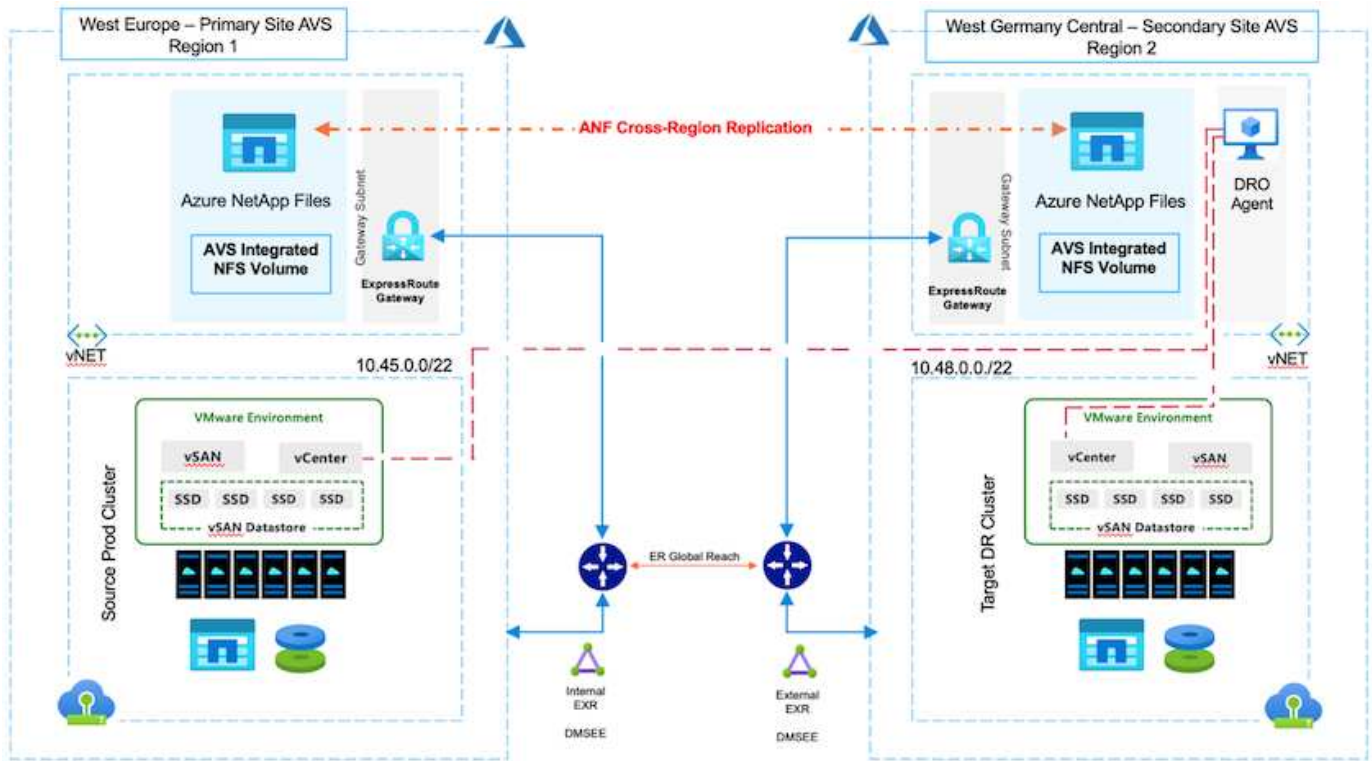 West Europe – Primary Site AVS
Region 1
West Germany Central – Secondary Site AVS
Region 2
ANF Cross-Region Replication
Azure NetApp Files
AVS Integrated
NFS Volume
Gateway Subnet
ExpressRoute
Gateway
Gateway Subnet
ExpressRoute
Gateway
Azure NetApp Files
AVS Integrated
NFS Volume
DRO
Agent
vNET
10.45.0.0/22
10.48.0.0./22
vNET
Source Prod Cluster
VMware Environment
vSAN
vCenter
SSD SSD SSD SSD
vSAN Datastore
ER Global Reach
Internal
EXR
DMSEE
External
EXR
DMSEE
Target DR Cluster
VMware Environment
vCenter
vSAN
SSD SSD SSD SSD
vSAN Datastore